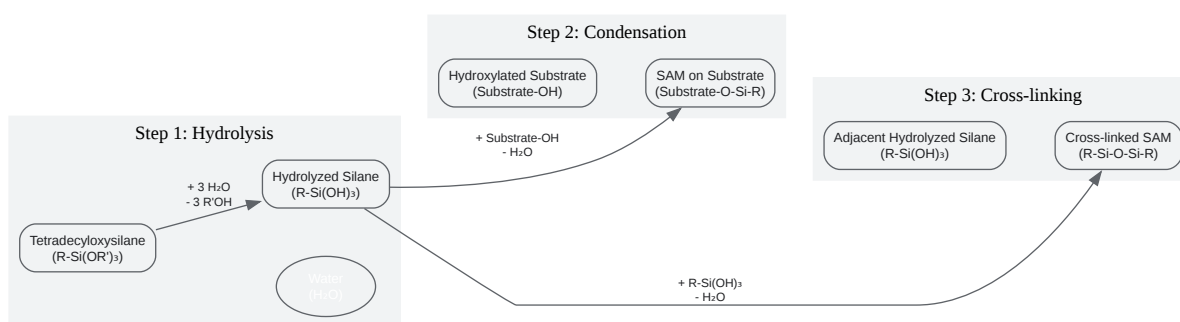 Step 1: Hydrolysis
Tetradecyloxysilane
(R-Si(OR')₃)
+ 3 H₂O
- 3 R'OH
Hydrolyzed Silane
(R-Si(OH)₃)
Water
(H₂O)
Step 2: Condensation
Hydroxylated Substrate
(Substrate-OH)
SAM on Substrate
(Substrate-O-Si-R)
+ Substrate-OH
- H₂O
Step 3: Cross-linking
Adjacent Hydrolyzed Silane
(R-Si(OH)₃)
Cross-linked SAM
(R-Si-O-Si-R)
+ R-Si(OH)₃
- H₂O